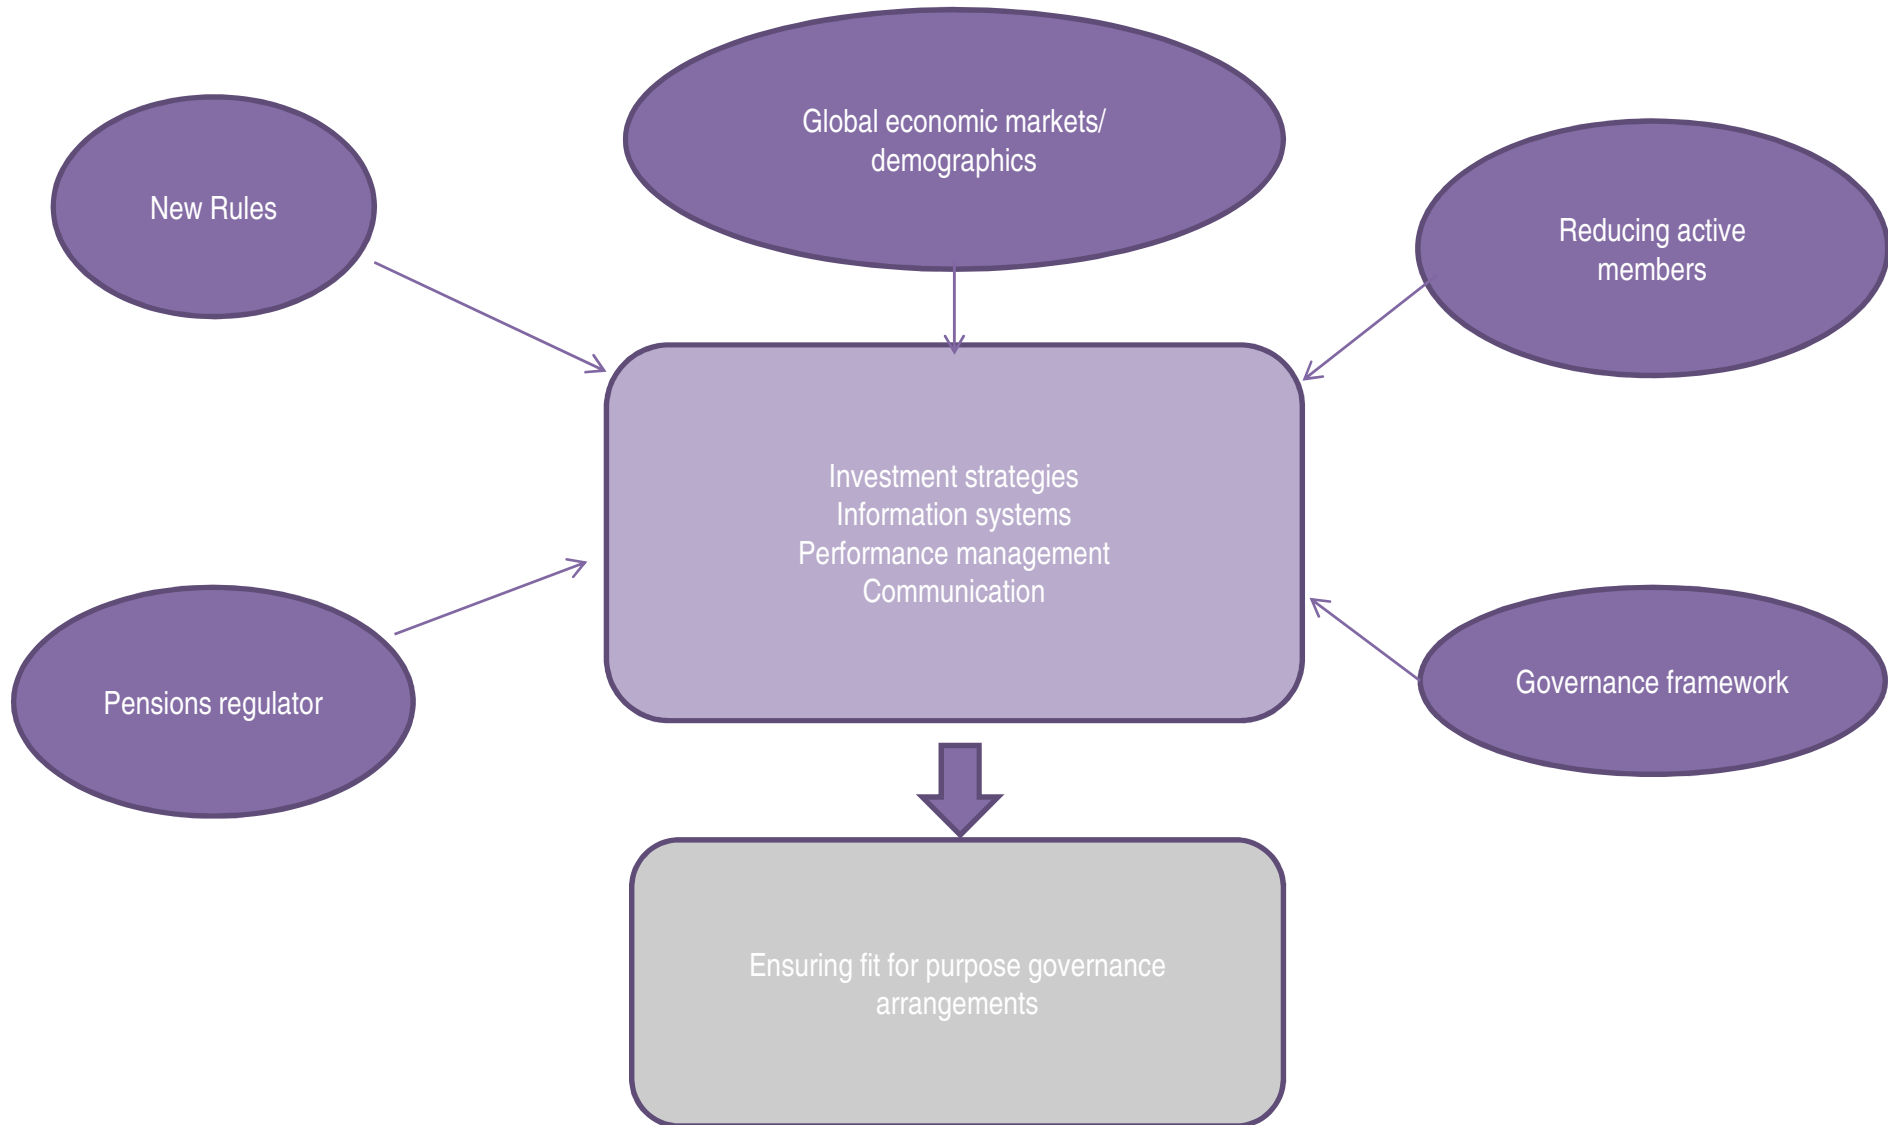 Global economic markets/
demographics
New Rules
Reducing active
members
Investment strategies
Information systems
Performance management
Communication
Pensions regulator
Governance framework
Ensuring fit for purpose governance
arrangements